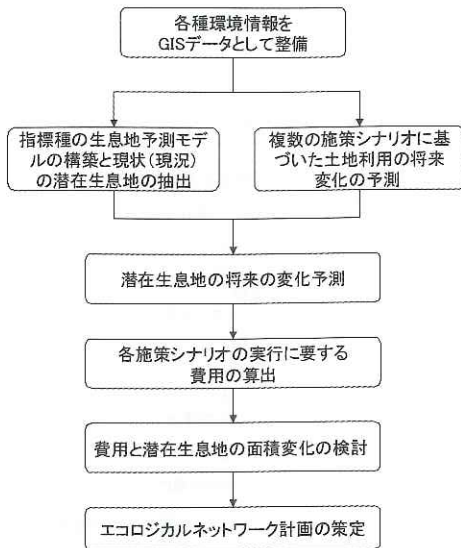 各種環境情報を
GISデータとして整備
指標種の生息地予測モデ
ルの構築と現状(現況)
の潜在生息地の抽出
複数の施策シナリオに基
づいた土地利用の将来
変化の予測
潜在生息地の将来の変化予測
各施策シナリオの実行に要する
費用の算出
費用と潜在生息地の面積変化の検討
エコロジカルネットワーク計画の策定